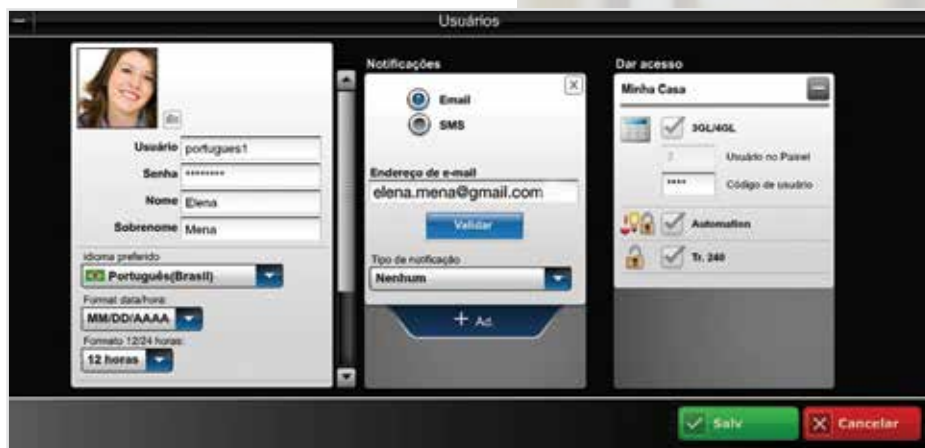 Usuários
Usuário portugues1
Senha ********
Nome Elena
Sobrenome Mena
idioma preferido
Português(Brasil)
Format data/hora:
MM/DD/AAAA
Formato 12/24 horas:
12 horas
Notificações
X
Email
SMS
Endereço de e-mail
elena.mena@gmail.com
Validar
Tipo de notificação
Nenhum
+ Ad.
Dar acesso
Minha Casa
3GL/4GL
Usuário no Painel
**** Código de usuário
Automation
Tr. 240
Salv
Cancelar